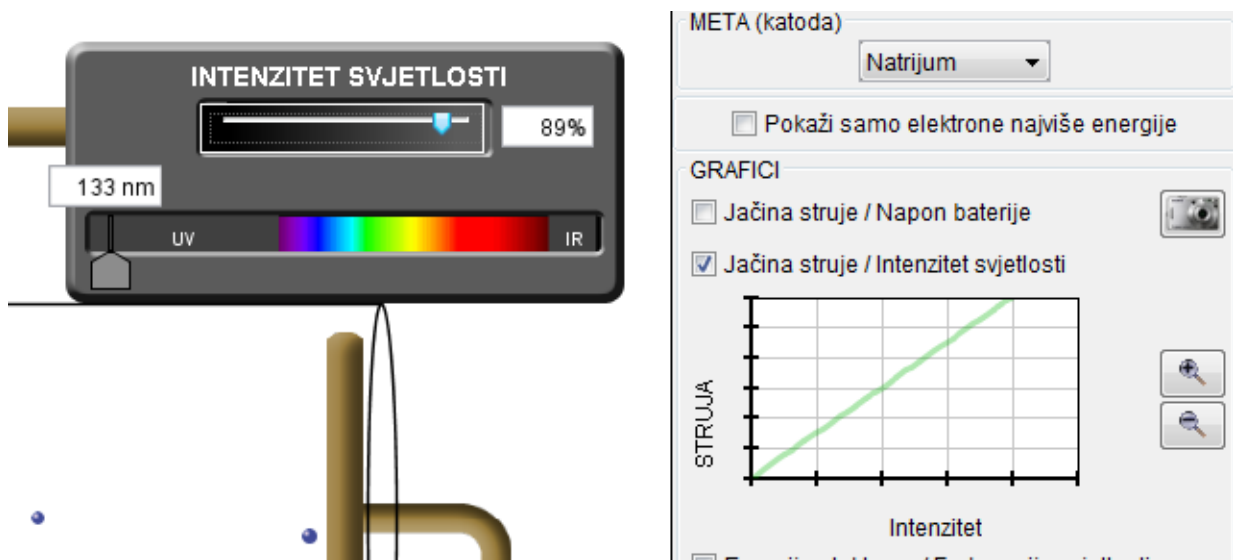 INTENZITET SVJETLOSTI
89%
133 nm
UV
IR
META (katoda)
Natrijum
Pokaži samo elektrone najviše energije
GRAFICI
Jačina struje / Napon baterije
Jačina struje / Intenzitet svjetlosti
STRUJA
Intenzitet